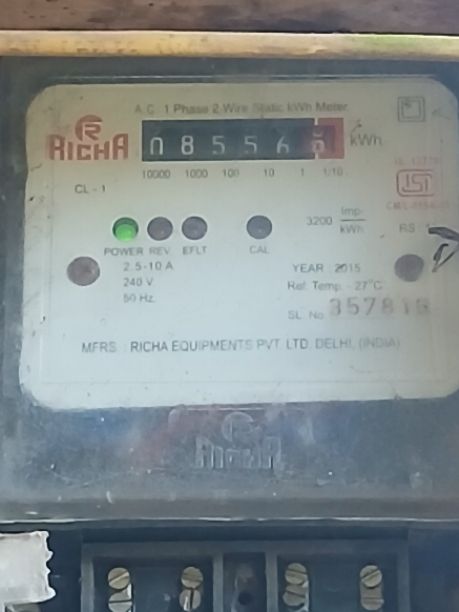 A.C. 1 Phase 2-Wire Static kWh Meter
RICHA
0 8 5 5 6
kWh
10000 1000 100 10 1 1/10
CL - 1
3200 Imp/kWh
POWER REV. EFLT CAL
RS
2.5-10 A
240 V
50 Hz.
YEAR : 2015
Ref. Temp. - 27°C
SL. No.
MFRS : RICHA EQUIPMENTS PVT. LTD. DELHI, (INDIA)
RICHA